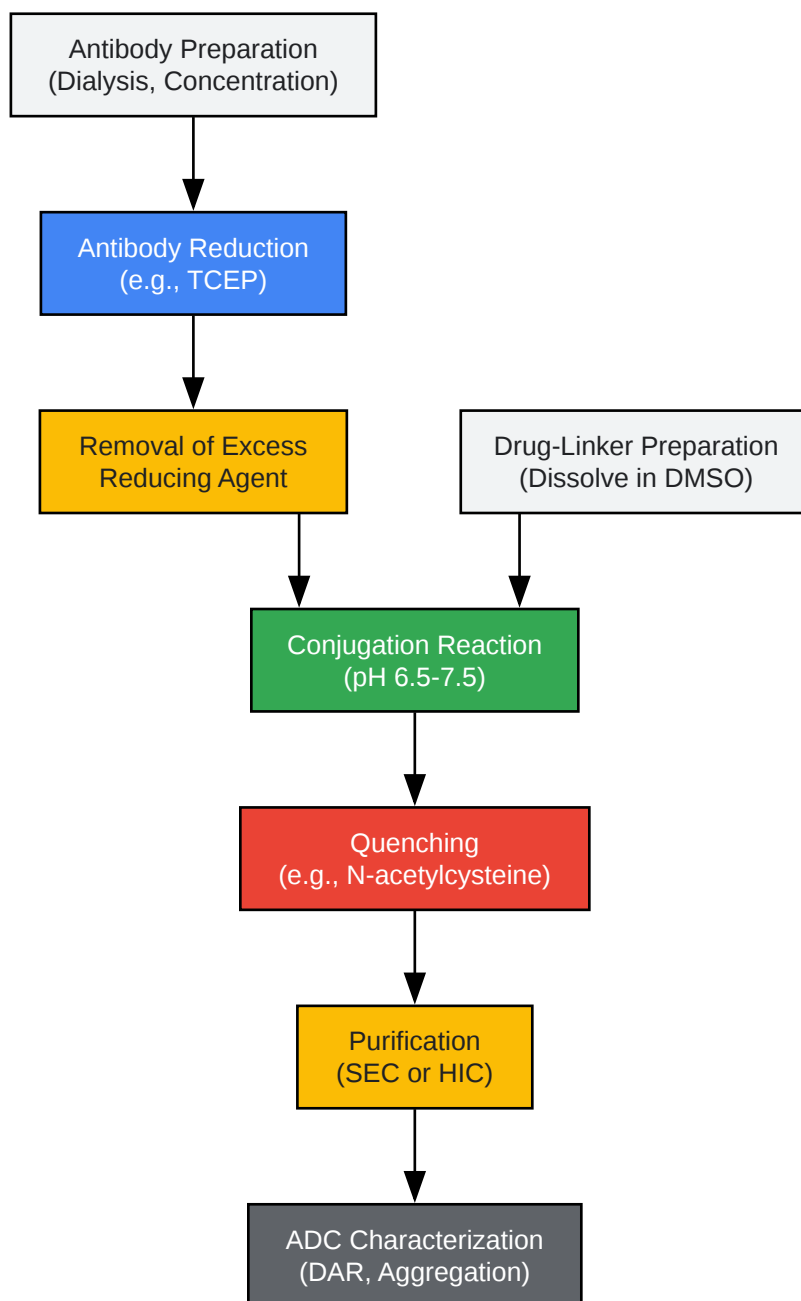 Antibody Preparation
(Dialysis, Concentration)
Antibody Reduction
(e.g., TCEP)
Removal of Excess
Reducing Agent
Drug-Linker Preparation
(Dissolve in DMSO)
Conjugation Reaction
(pH 6.5-7.5)
Quenching
(e.g., N-acetylcysteine)
Purification
(SEC or HIC)
ADC Characterization
(DAR, Aggregation)